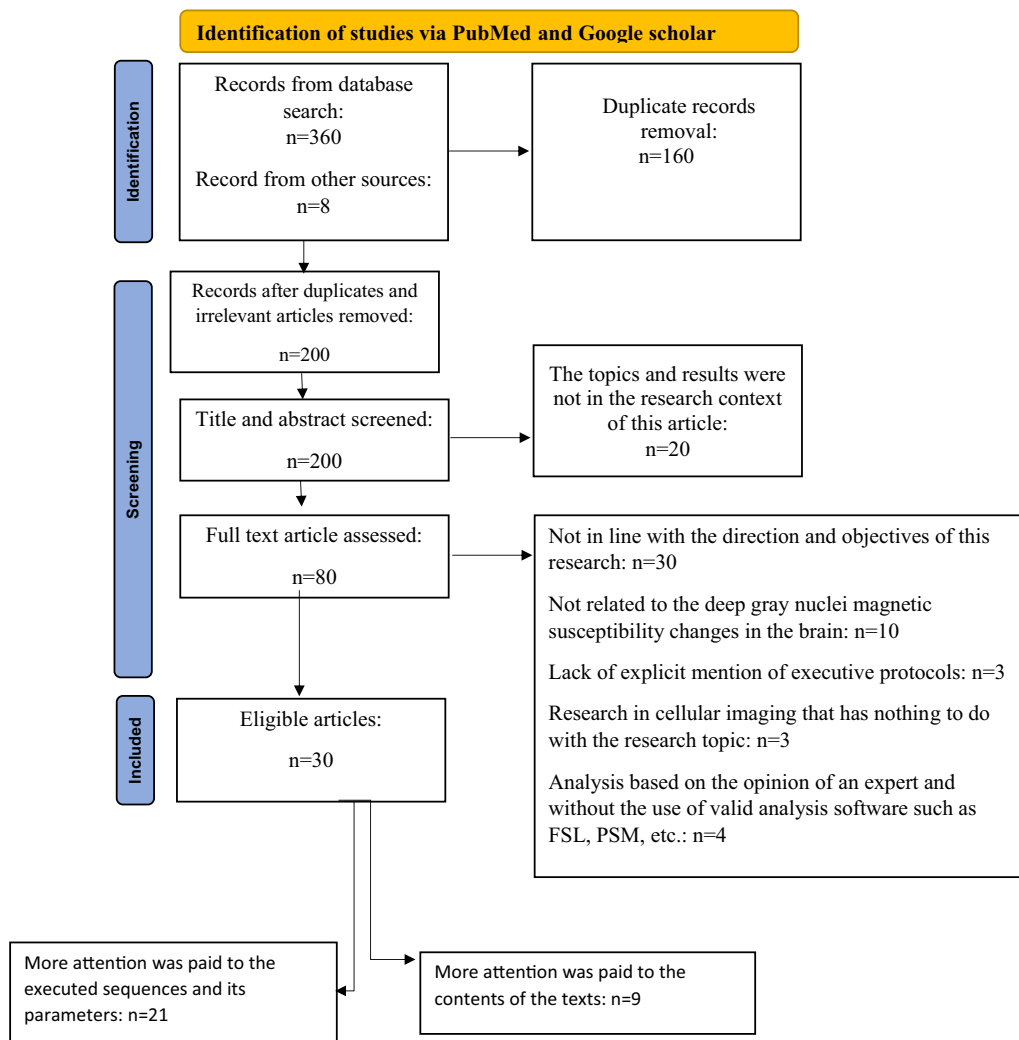 Identification of studies via PubMed and Google scholar
Identification
Records from database
search:
n=360
Record from other sources:
n=8
Duplicate records
removal:
n=160
Screening
Records after duplicates and
irrelevant articles removed:
n=200
Title and abstract screened:
n=200
The topics and results were
not in the research context
of this article:
n=20
Full text article assessed:
n=80
Not in line with the direction and objectives of this
research: n=30
Not related to the deep gray nuclei magnetic
susceptibility changes in the brain: n=10
Lack of explicit mention of executive protocols: n=3
Research in cellular imaging that has nothing to do
with the research topic: n=3
Analysis based on the opinion of an expert and
without the use of valid analysis software such as
FSL, PSM, etc.: n=4
Included
Eligible articles:
n=30
More attention was paid to the
executed sequences and its
parameters: n=21
More attention was paid to the
contents of the texts: n=9